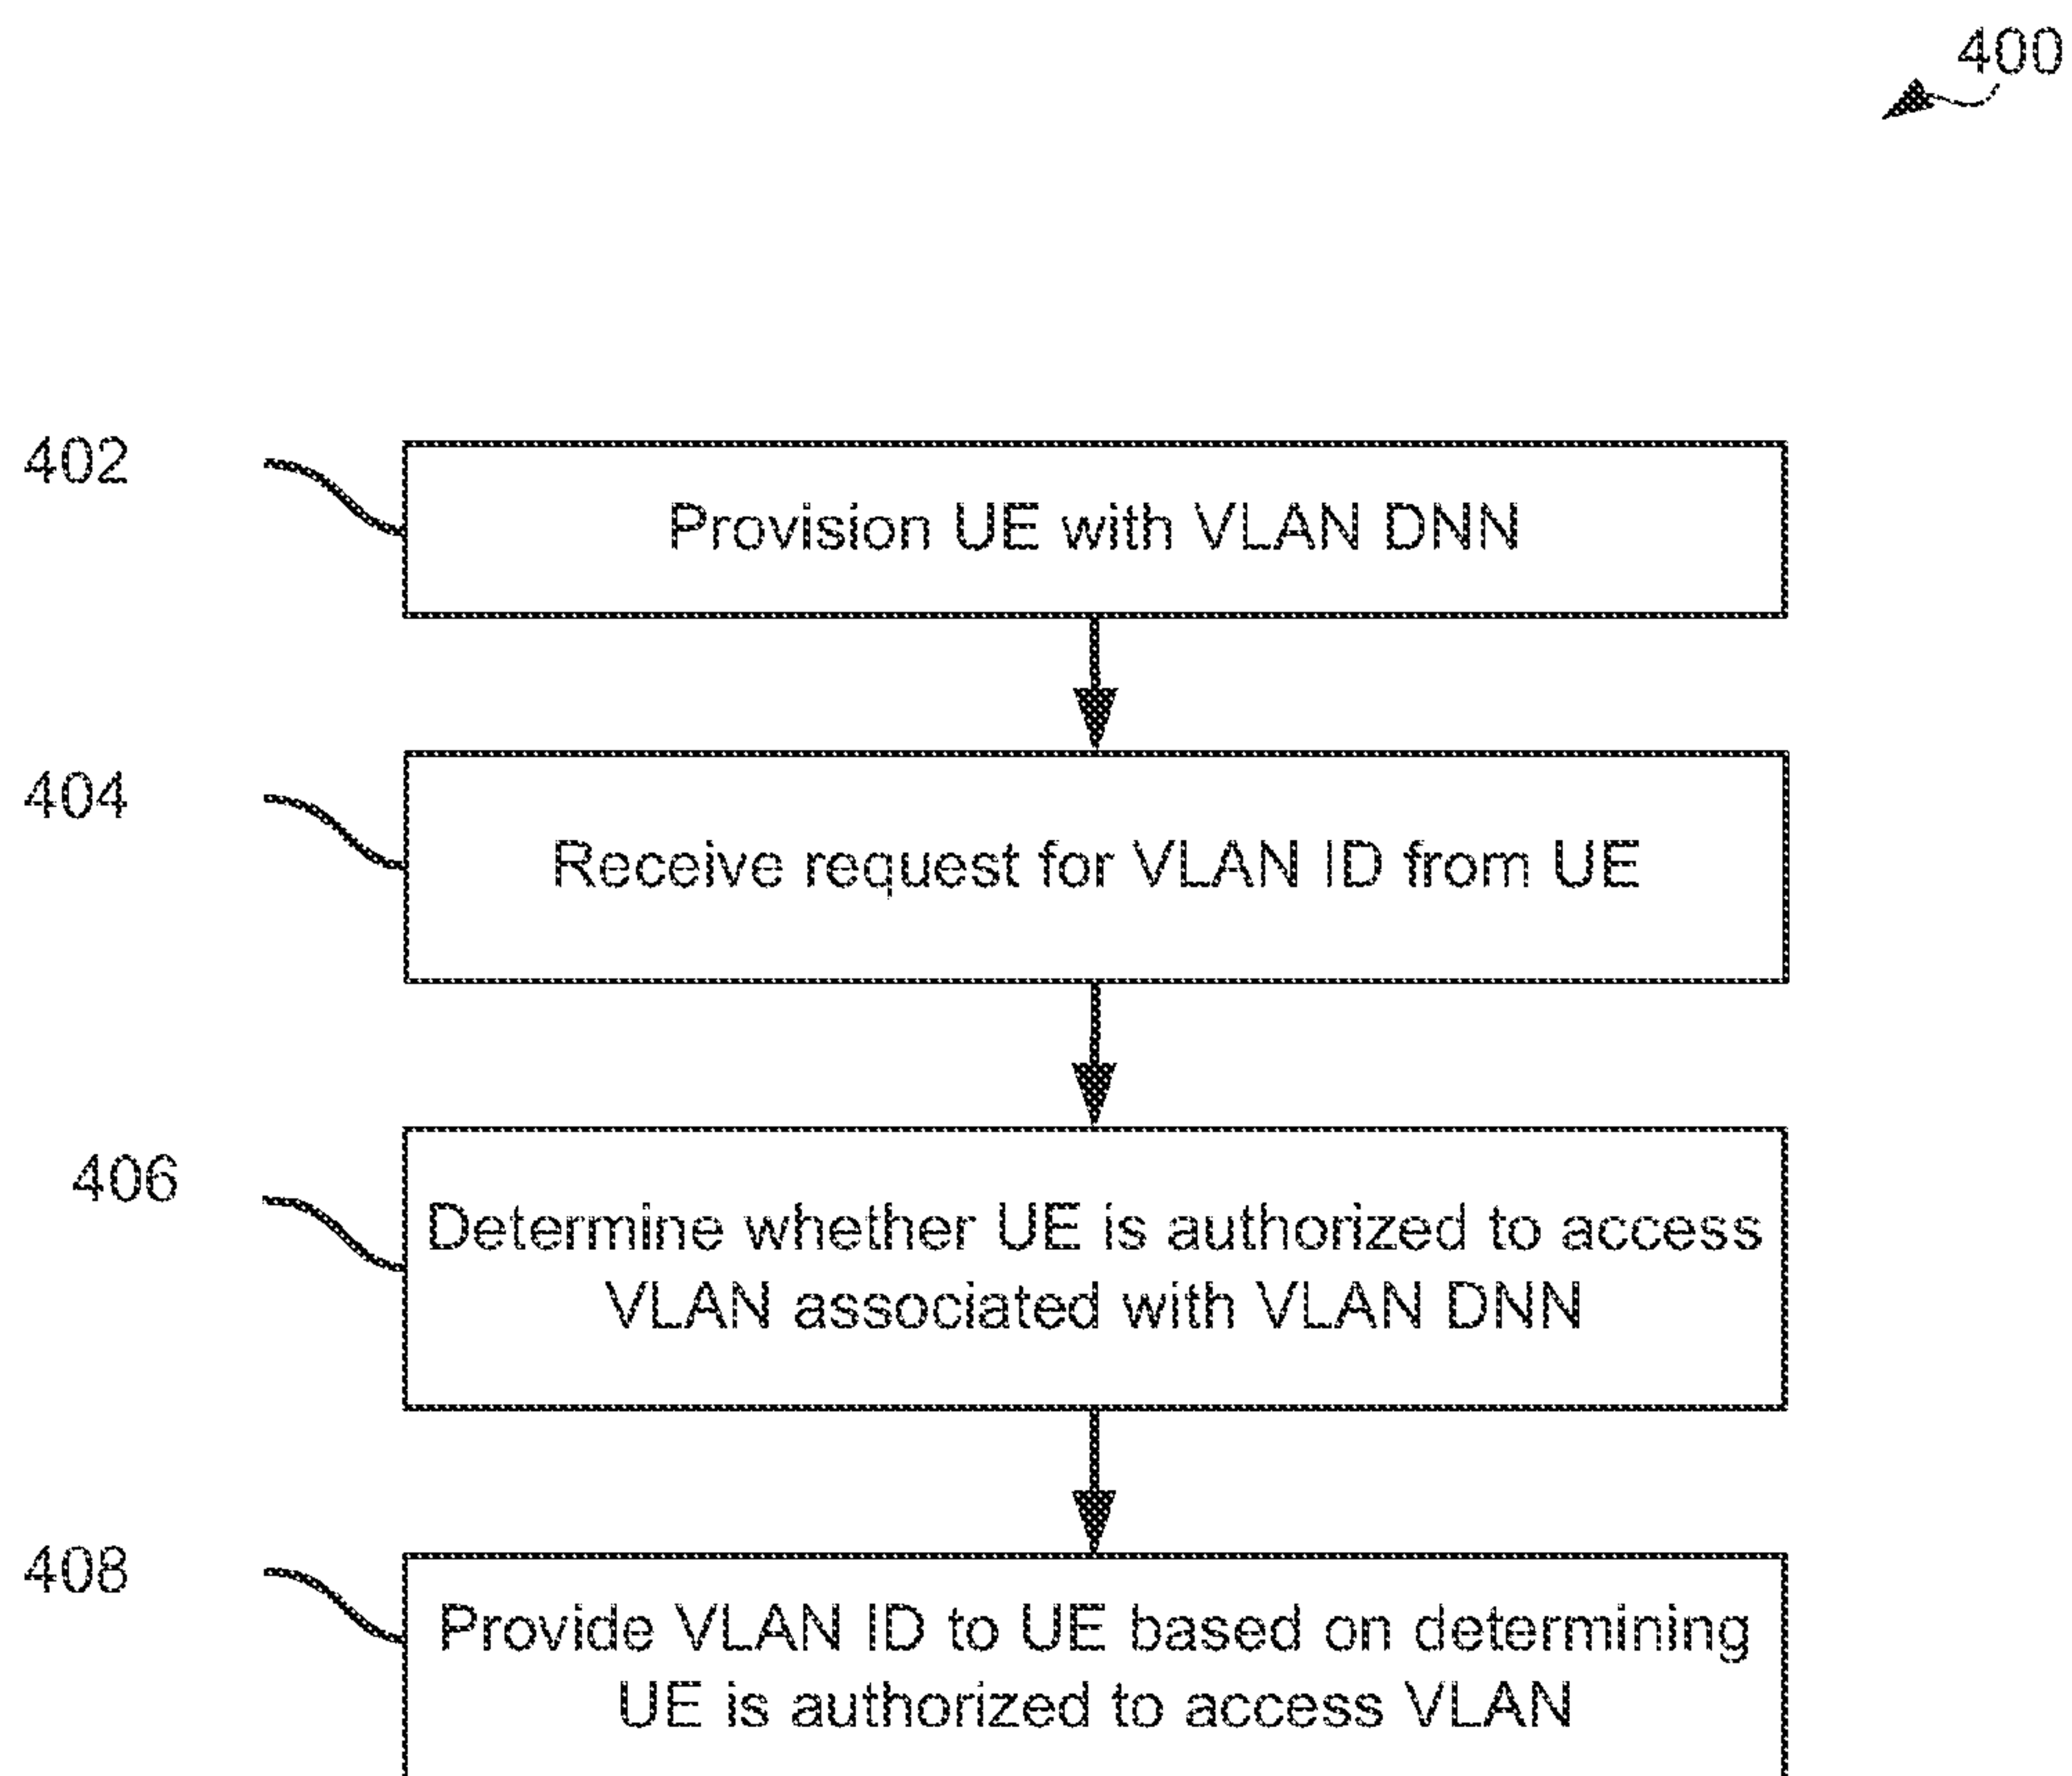 400
402
Provision UE with VLAN DNN
404
Receive request for VLAN ID from UE
406
Determine whether UE is authorized to access
VLAN associated with VLAN DNN
408
Provide VLAN ID to UE based on determining
UE is authorized to access VLAN